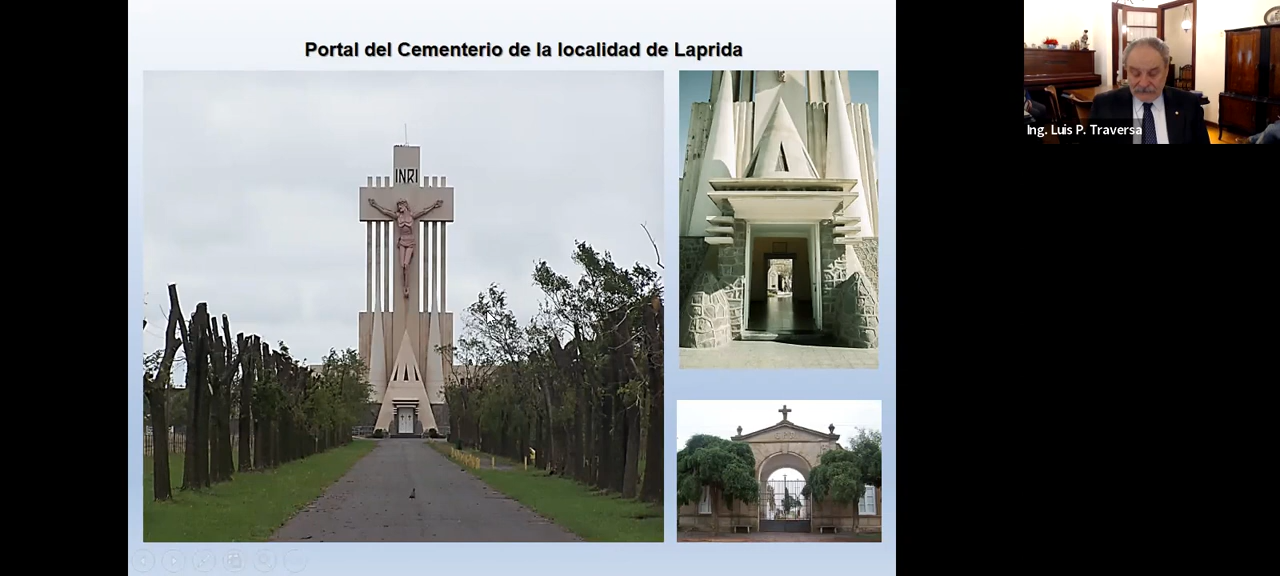 Portal del Cementerio de la localidad de Laprida
INRI
Ing. Luis P. Traversa